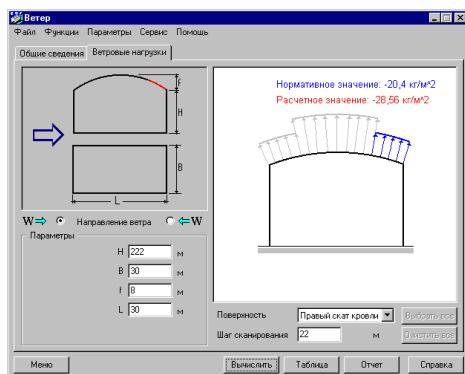 Ветер
Файл Функции Параметры Сервис Помощь
Общие сведения Ветровые нагрузки
f
H
B
L
W Направление ветра W
Параметры
H 222 м
B 30 м
f 8 м
L 30 м
Нормативное значение: -20,4 кг/м^2
Расчетное значение: -28,56 кг/м^2
Поверхность Правый скат кровли Выбрать все
Шаг сканирования 22 м Очистить все
Меню Вычислить Таблица Отчет Справка